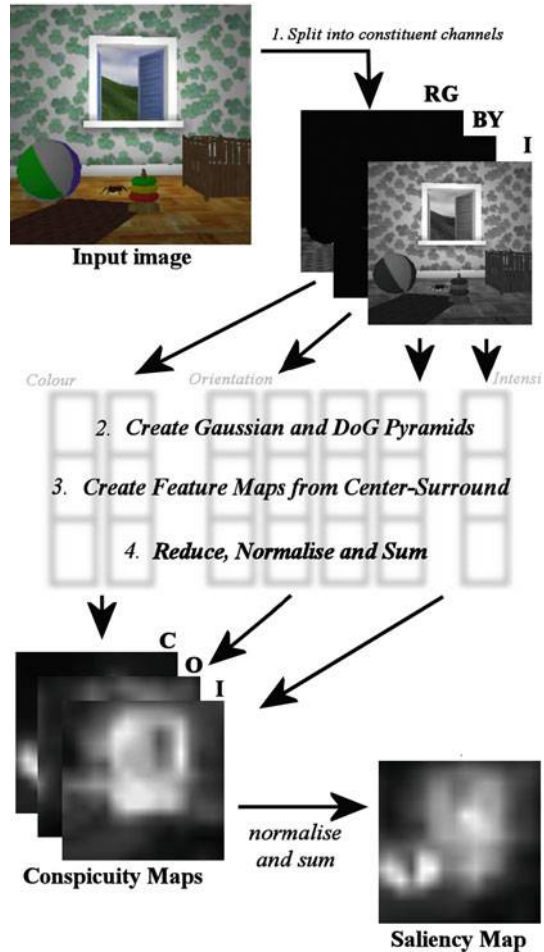 1. Split into constituent channels
RG
BY
I
Input image
Colour
Orientation
Intensi
2. Create Gaussian and DoG Pyramids
3. Create Feature Maps from Center-Surround
4. Reduce, Normalise and Sum
C
O
I
normalise
and sum
Conspicuity Maps
Saliency Map